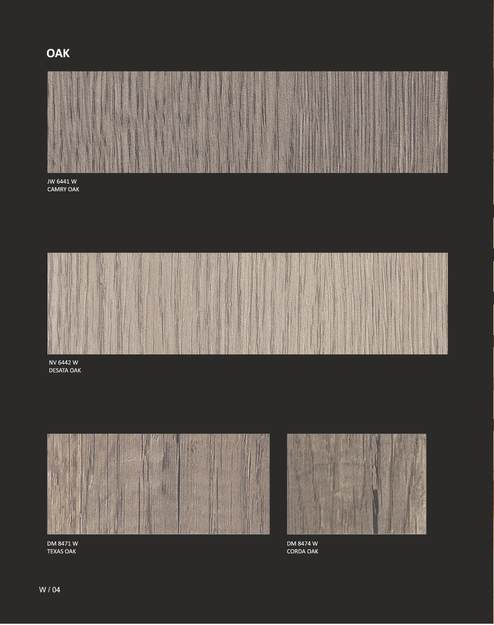 OAK
JW 6441 W
CAMRY OAK
NV 6442 W
DESATA OAK
DM 8471 W
TEXAS OAK
DM 8474 W
CORDA OAK
W / 04